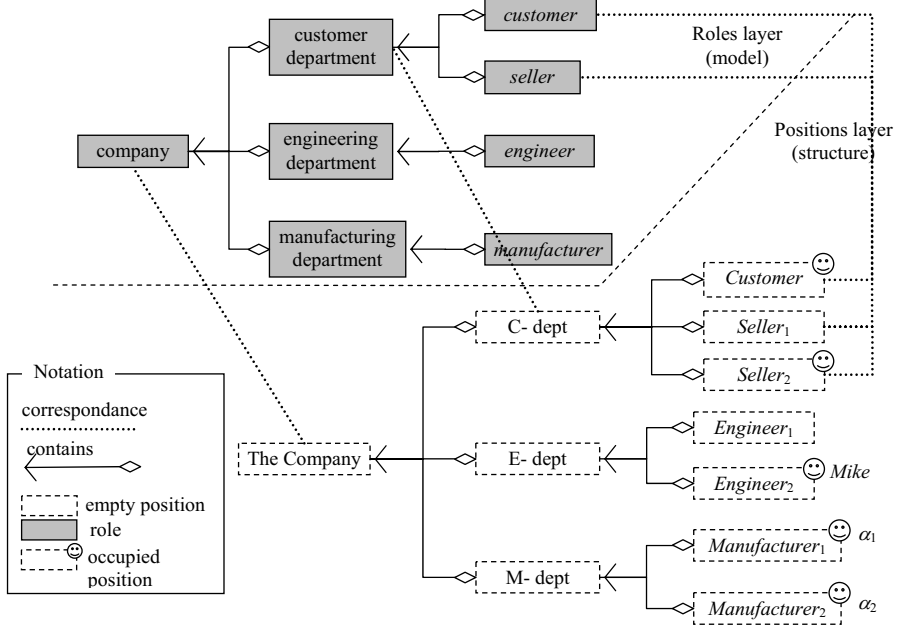 customer
customer
department
Roles layer
(model)
seller
engineering
department
engineer
Positions layer
(structure)
company
manufacturing
department
manufacturer
Customer
C- dept
Seller1
Seller2
Notation
correspondance
contains
empty position
role
occupied
position
The Company
Engineer1
E- dept
Engineer2
Mike
Manufacturer1
α1
M- dept
Manufacturer2
α2